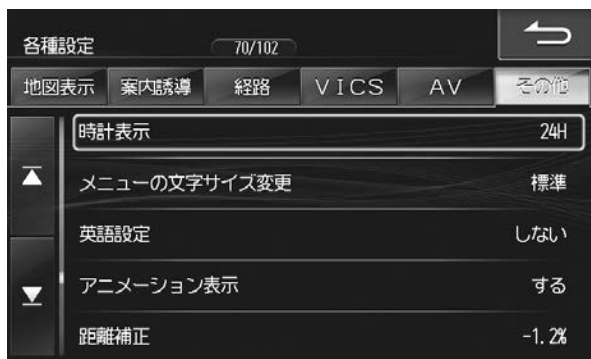 各種設定 70/102
地図表示 案内誘導 経路 VICS AV その他
時計表示 24H
メニューの文字サイズ変更 標準
英語設定 しない
アニメーション表示 する
距離補正 -1.2%